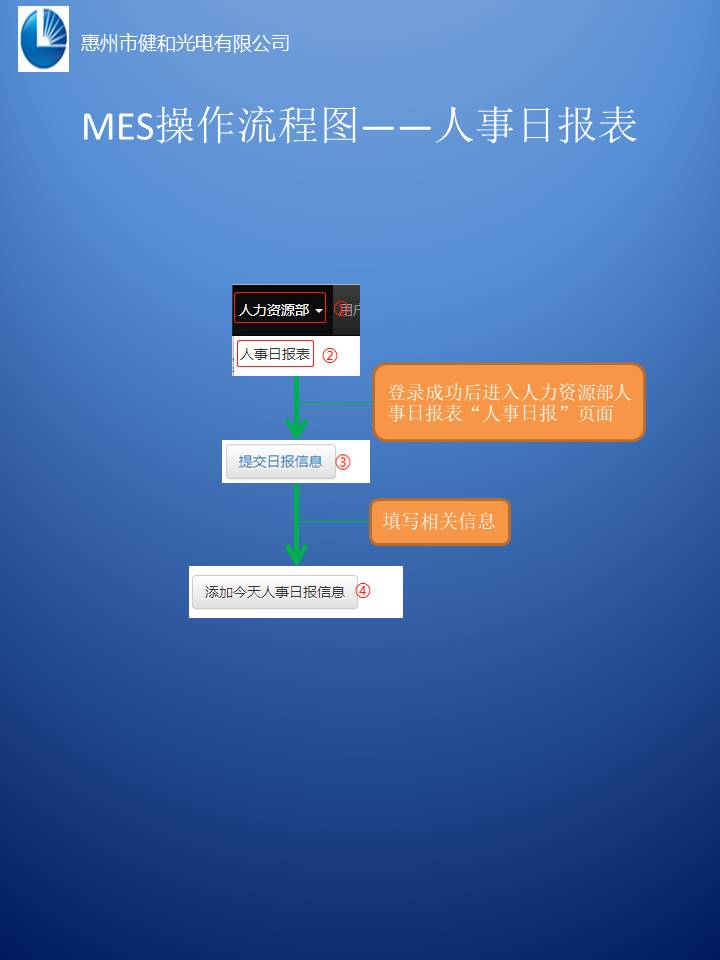 惠州市健和光电有限公司
MES操作流程图——人事日报表
人力资源部 ① 用户
人事日报表 ②
登录成功后进入人力资源部人
事日报表“人事日报”页面
提交日报信息 ③
填写相关信息
添加今天人事日报信息 ④